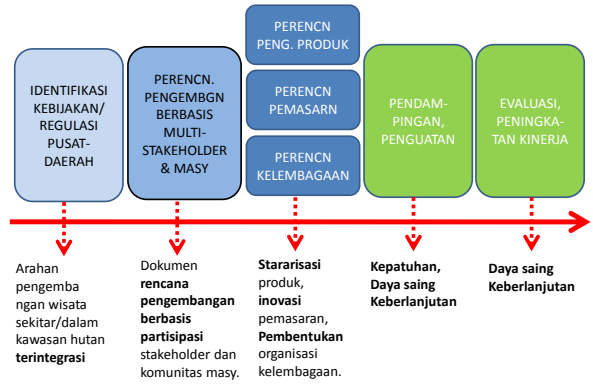 IDENTIFIKASI
KEBIJAKAN/
REGULASI
PUSAT-
DAERAH
PERENCN.
PENGEMBGN
BERBASIS
MULTI-
STAKEHOLDER
& MASY
PERENCN
PENG. PRODUK
PERENCN
PEMASARN
PERENCN
KELEMBAGAAN
PENDAM-
PINGAN,
PENGUATAN
EVALUASI,
PENINGKA-
TAN KINERJA
Arahan
pengemba
ngan wisata
sekitar/dalam
kawasan hutan
terintegrasi
Dokumen
rencana
pengembangan
berbasis
partisipasi
stakeholder dan
komunitas masy.
Stararisasi
produk,
inovasi
pemasaran,
Pembentukan
organisasi
kelembagaan.
Kepatuhan,
Daya saing
Keberlanjutan
Daya saing
Keberlanjutan